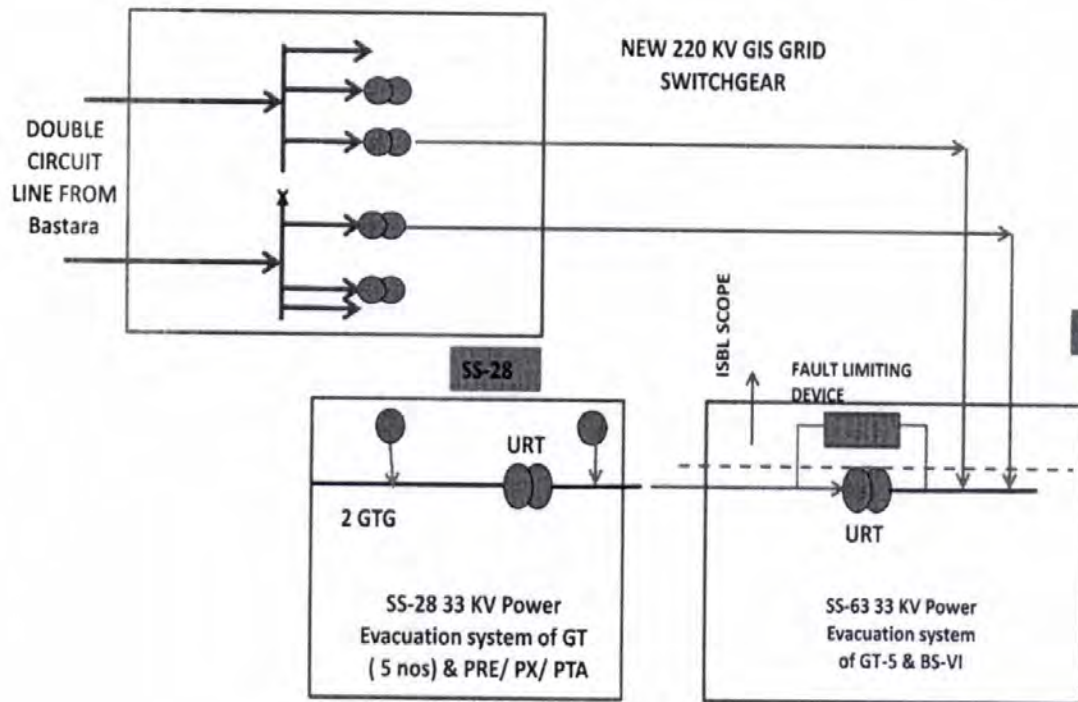 NEW 220 KV GIS GRID
SWITCHGEAR
DOUBLE
CIRCUIT
LINE FROM
Bastara
X
ISBL SCOPE
SS-28
FAULT LIMITING
DEVICE
URT
2 GTG
URT
SS-28 33 KV Power
Evacuation system of GT
( 5 nos) & PRE/ PX/ PTA
SS-63 33 KV Power
Evacuation system
of GT-5 & BS-VI